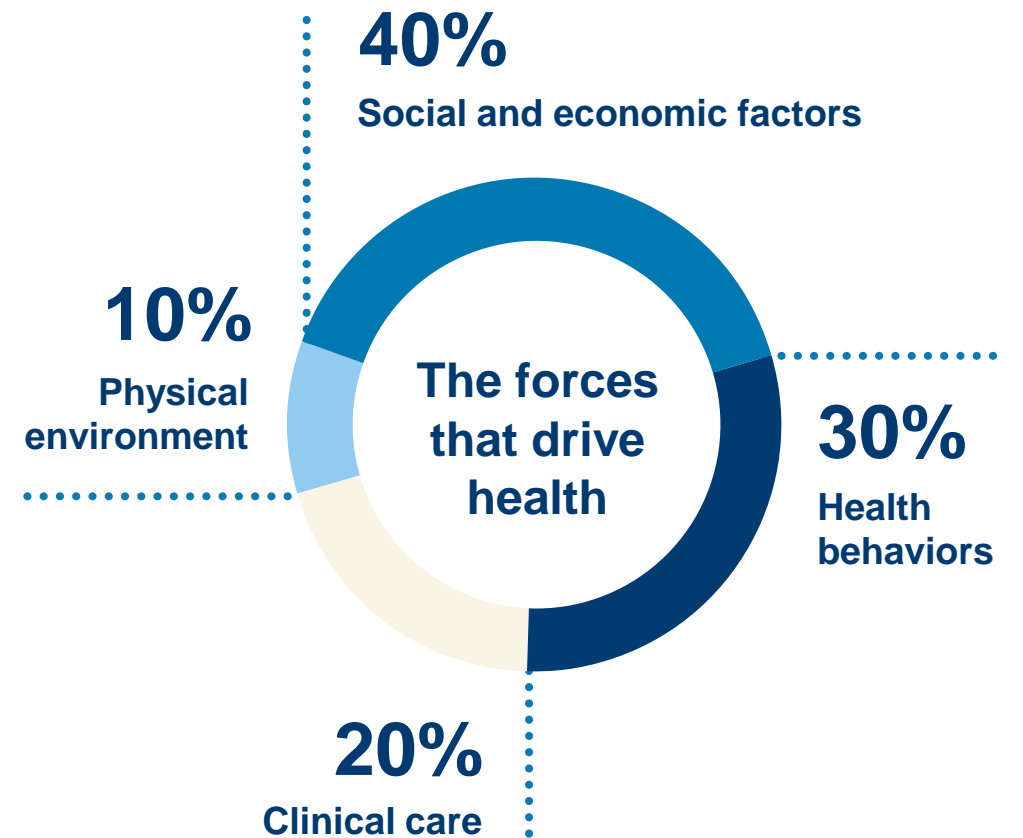 40%
Social and economic factors
10%
Physical
environment
The forces
that drive
health
30%
Health
behaviors
20%
Clinical care